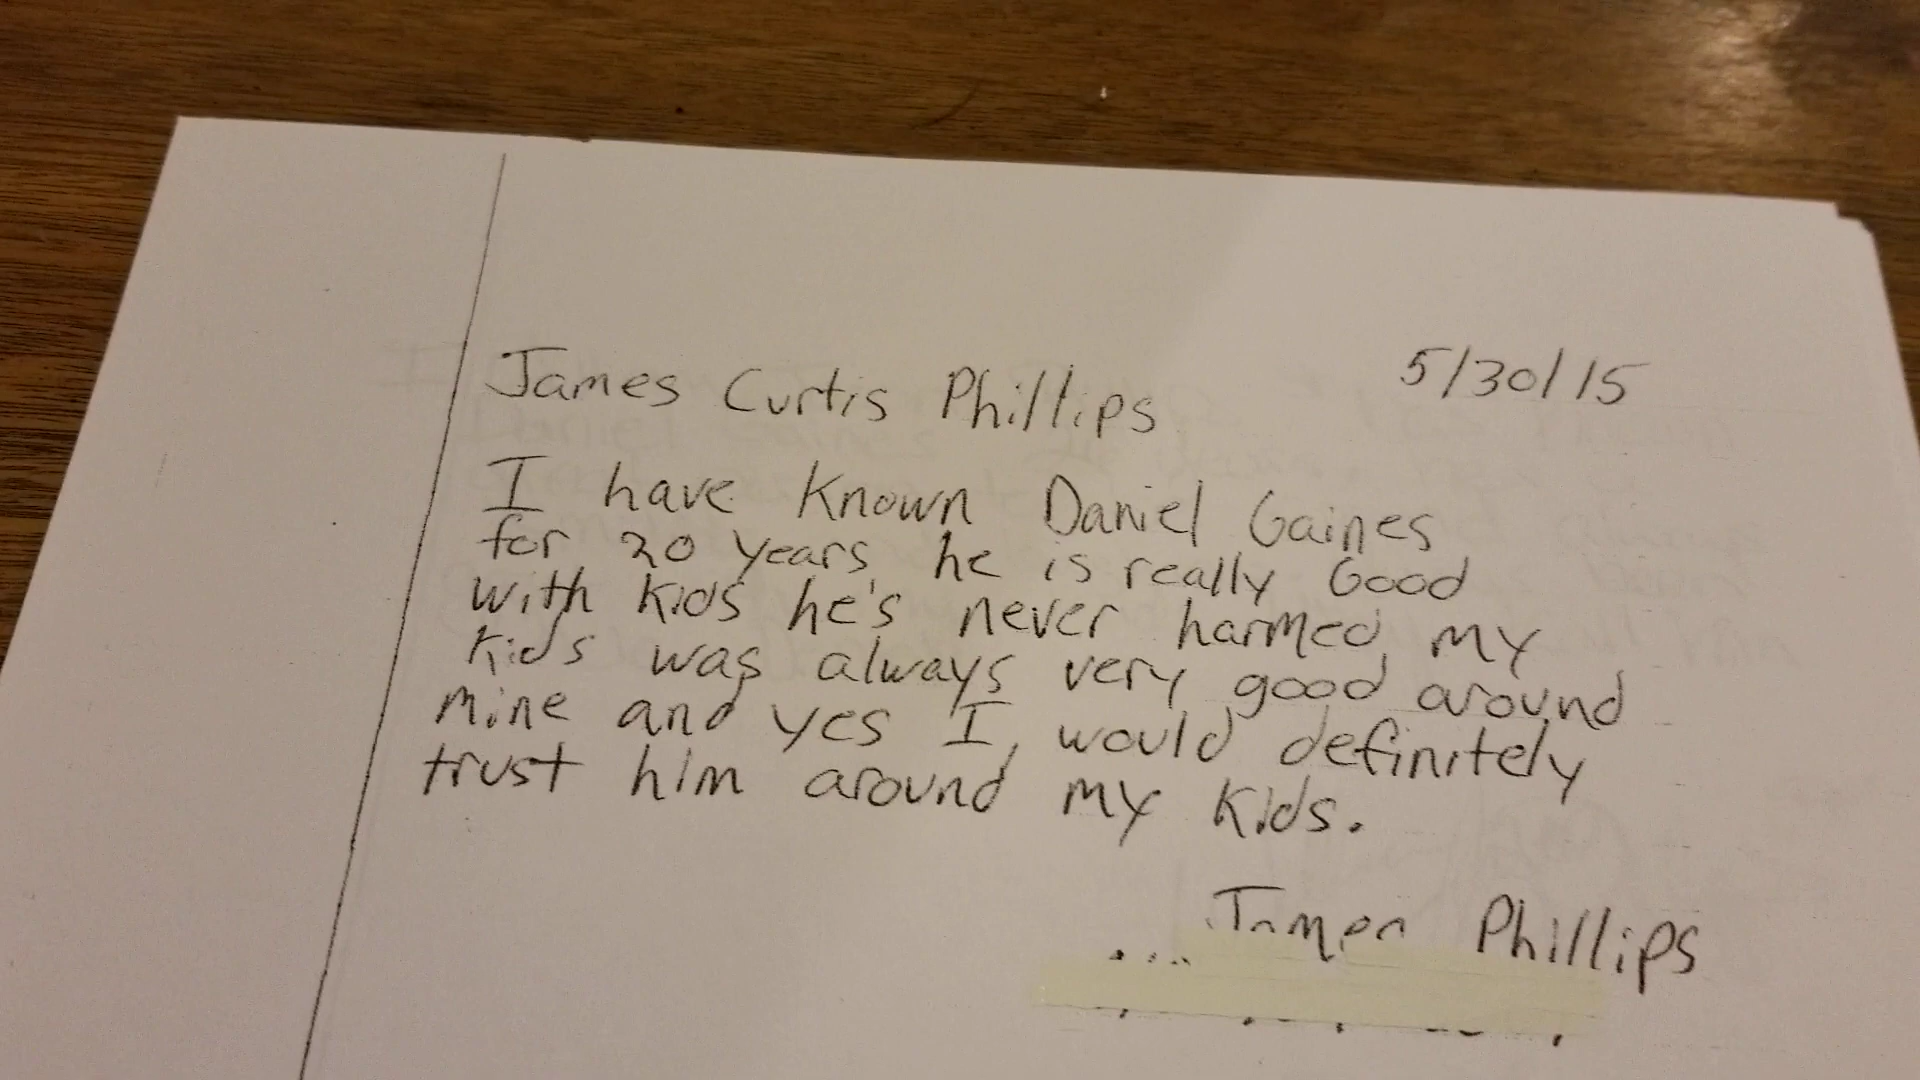 James Curtis Phillips 5/30/15
I have Known Daniel Gaines
for 20 years he is really Good
with kids he's never harmed my
kids was always very good around
mine and yes I would definitely
trust him around my kids.
James Phillips